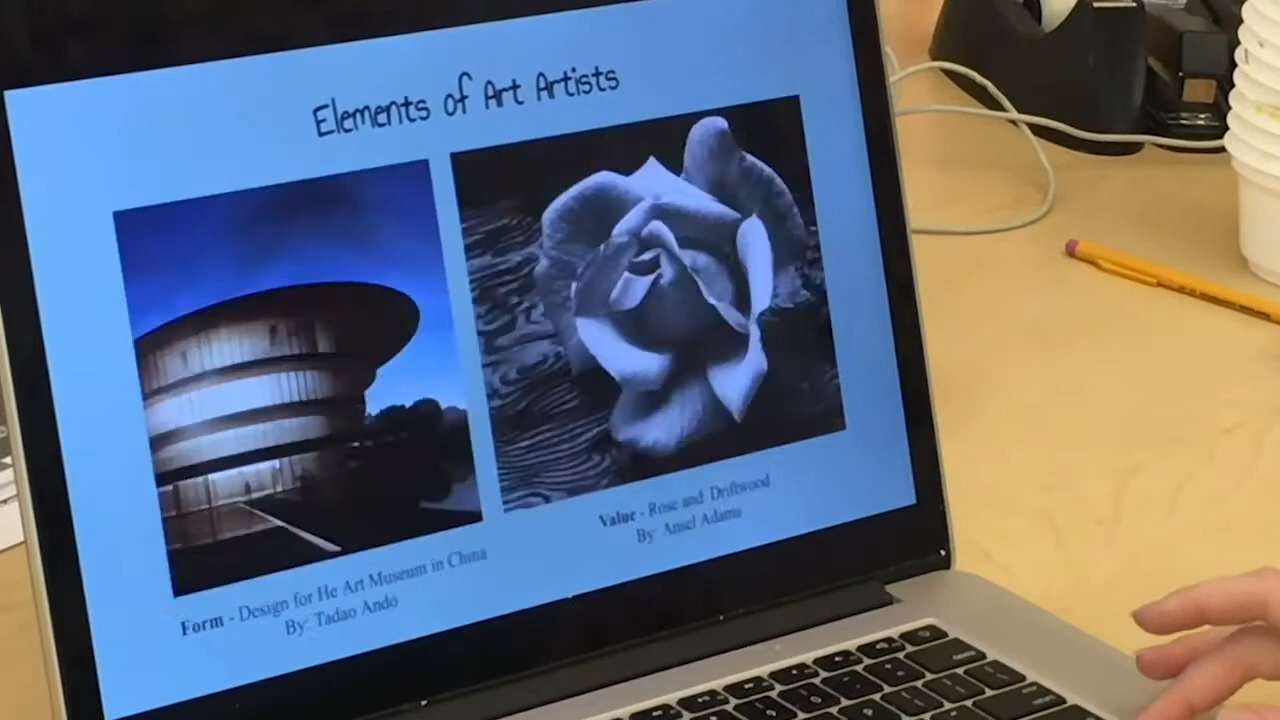 Elements of Art Artists
Form - Design for He Art Museum in China
By: Tadao Ando
Value - Rose and Driftwood
By: Ansel Adams